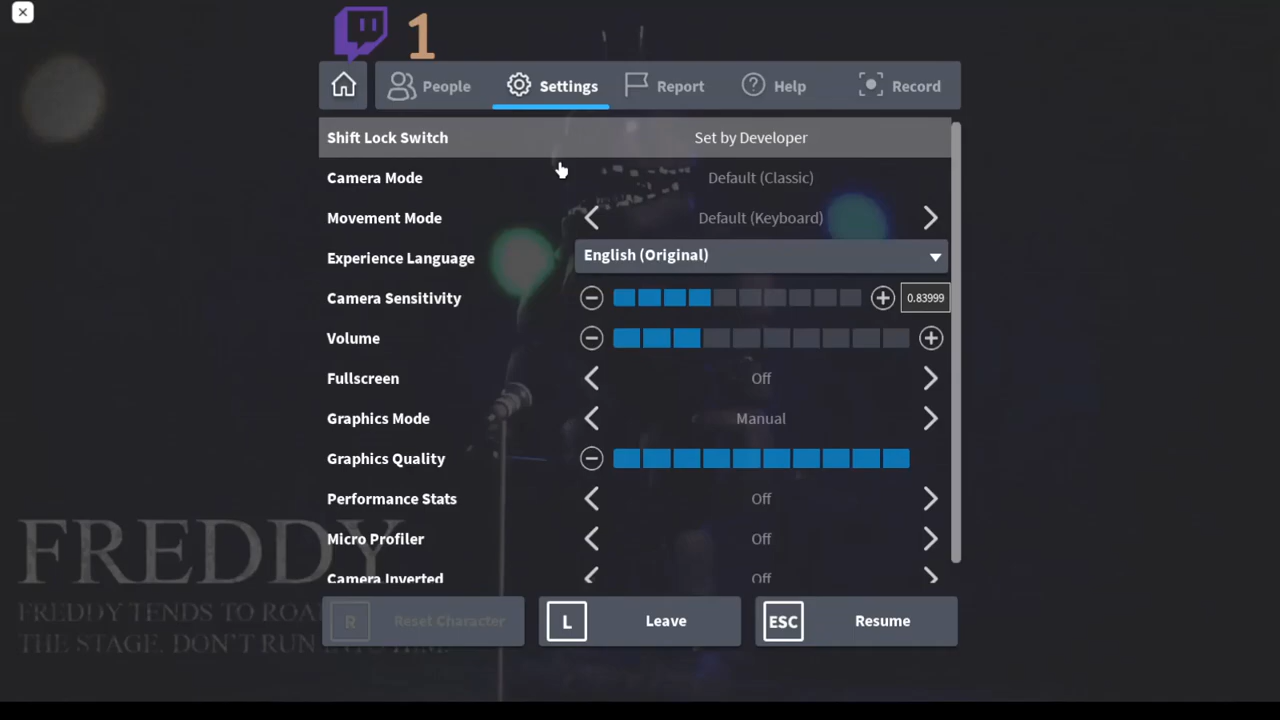 1
People Settings Report Help Record
Shift Lock Switch Set by Developer
Camera Mode Default (Classic)
Movement Mode Default (Keyboard)
Experience Language English (Original)
Camera Sensitivity 0.83999
Volume
Fullscreen Off
Graphics Mode Manual
Graphics Quality
Performance Stats Off
Micro Profiler Off
Camera Inverted Off
R Reset Character L Leave ESC Resume
FREDDY
FREDDY TENDS TO ROA
THE STAGE. DON'T RUN INTO HIM.